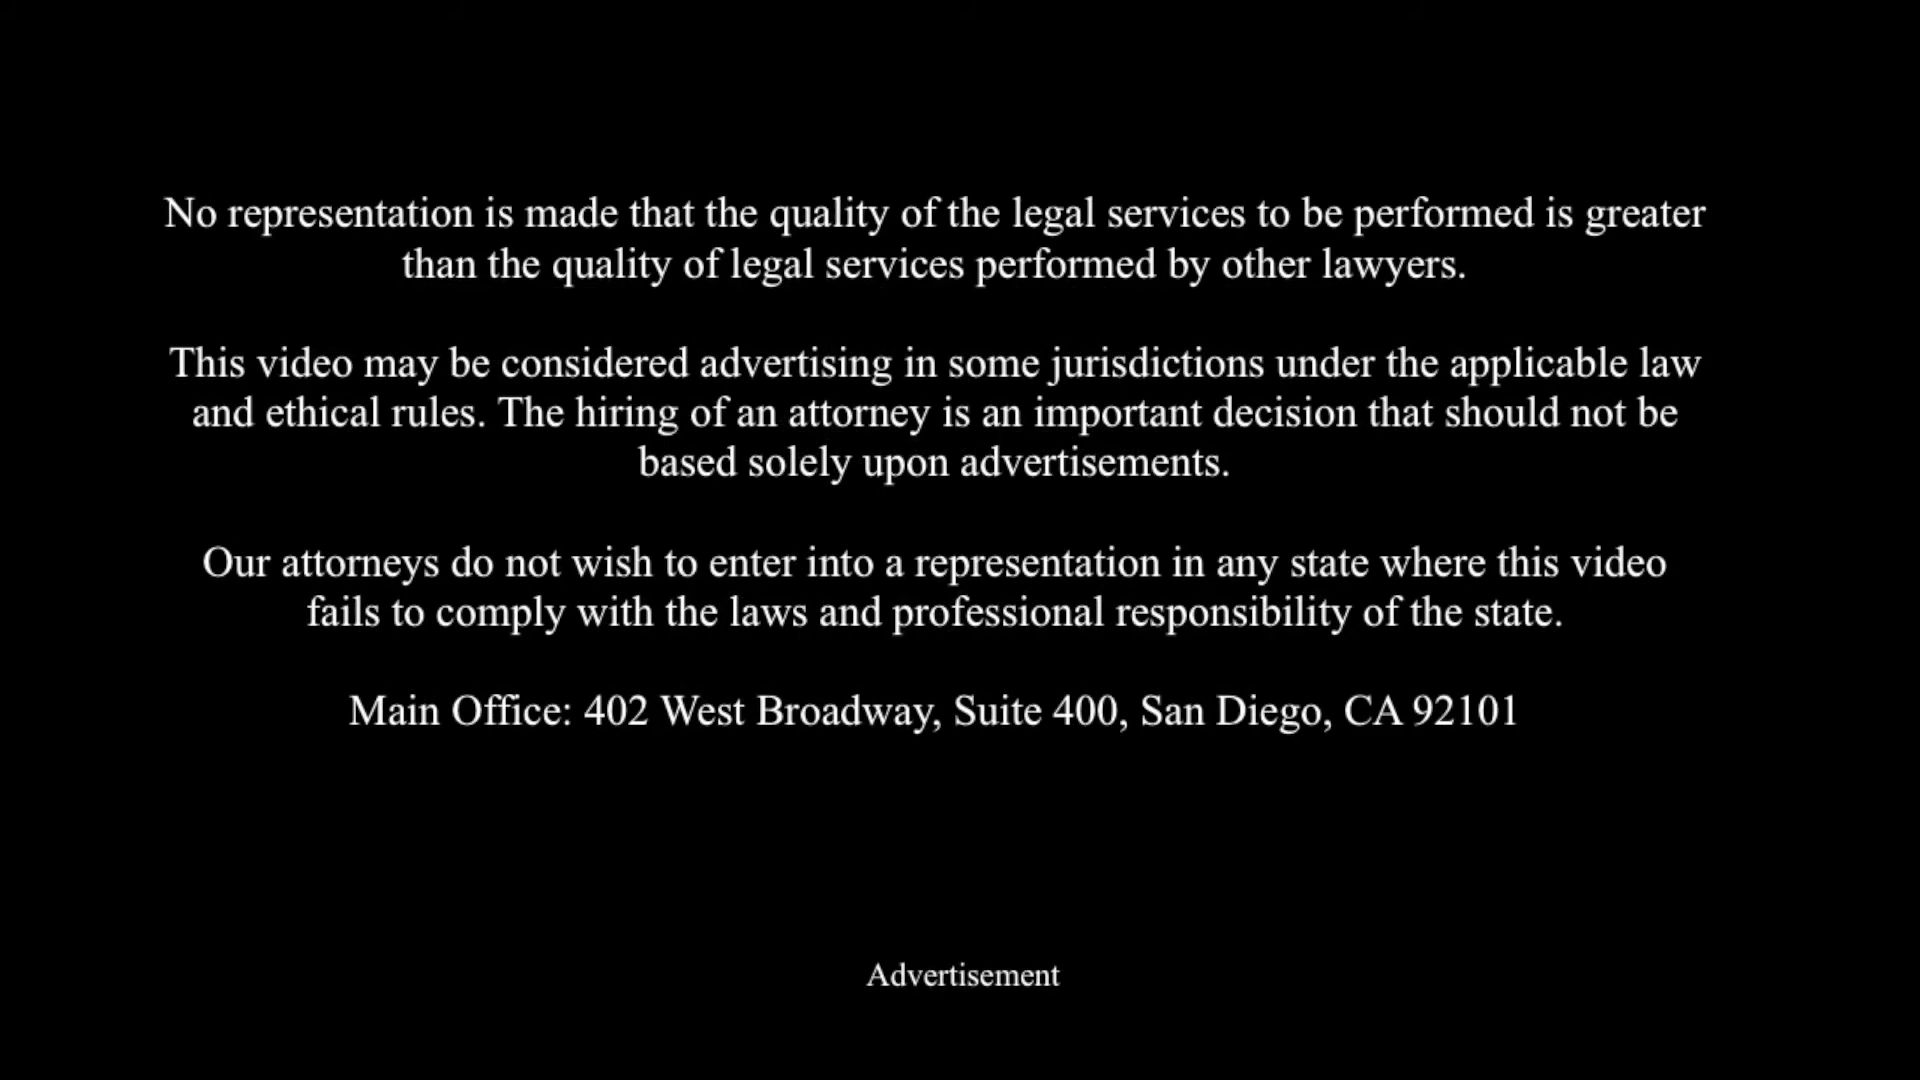 No representation is made that the quality of the legal services to be performed is greater
than the quality of legal services performed by other lawyers.
This video may be considered advertising in some jurisdictions under the applicable law
and ethical rules. The hiring of an attorney is an important decision that should not be
based solely upon advertisements.
Our attorneys do not wish to enter into a representation in any state where this video
fails to comply with the laws and professional responsibility of the state.
Main Office: 402 West Broadway, Suite 400, San Diego, CA 92101
Advertisement